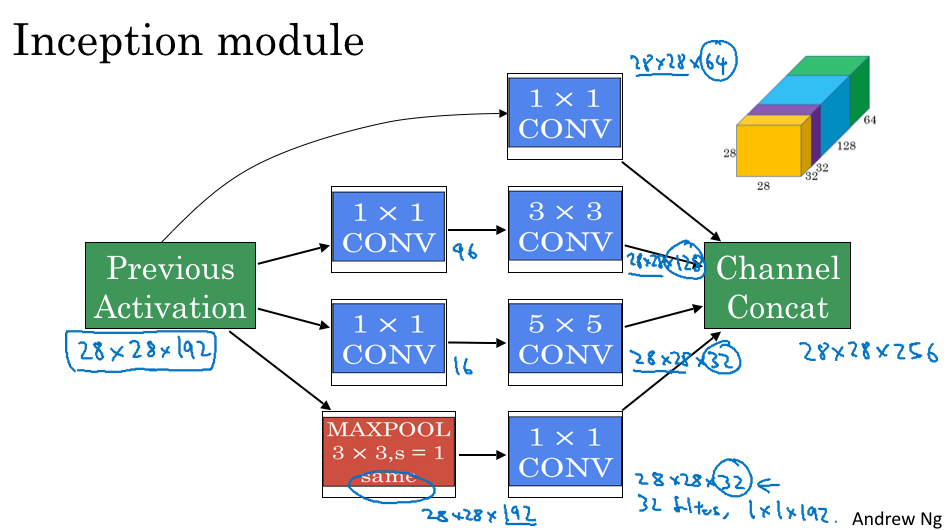 Inception module
28×28×64
1 × 1
CONV
64
128
32
32
28
28
1 × 1
CONV
96
3 × 3
CONV
28×28×128
Previous
Activation
28×28×192
Channel
Concat
28×28×256
1 × 1
CONV
16
5 × 5
CONV
28×28×32
MAXPOOL
3 × 3,s = 1
same
28×28×192
1 × 1
CONV
28×28×32 ←
32 filters, 1×1×192.
Andrew Ng